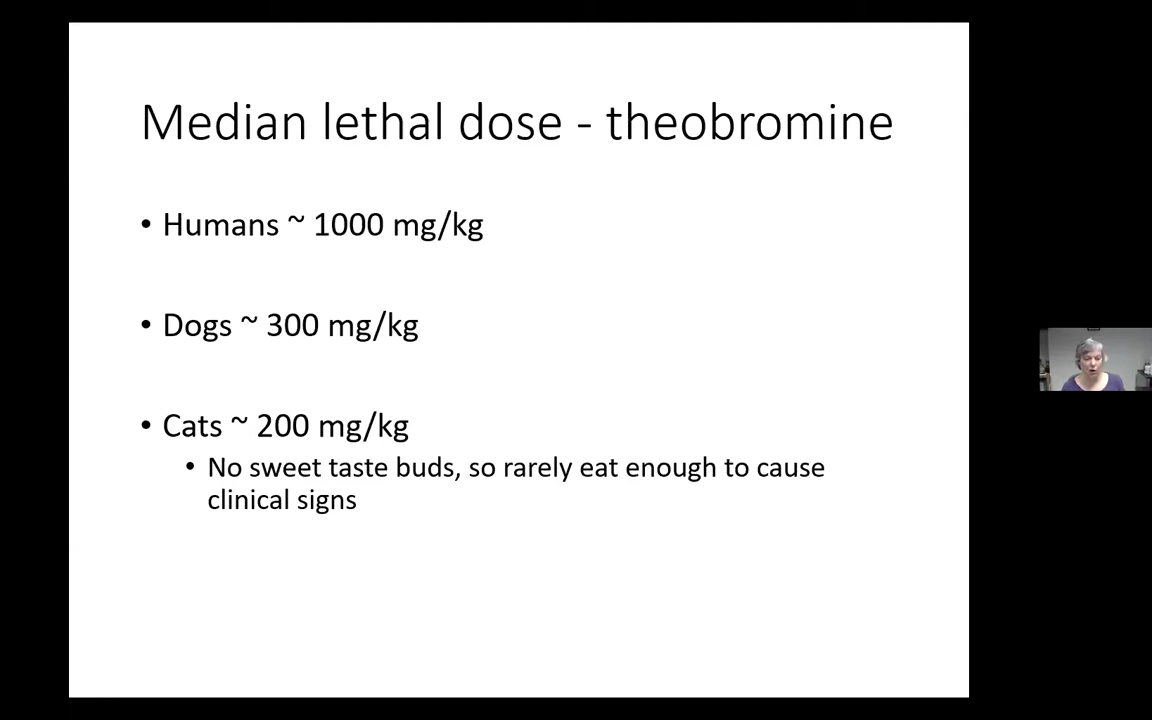 Median lethal dose - theobromine
• Humans ~ 1000 mg/kg
• Dogs ~ 300 mg/kg
• Cats ~ 200 mg/kg
• No sweet taste buds, so rarely eat enough to cause
clinical signs